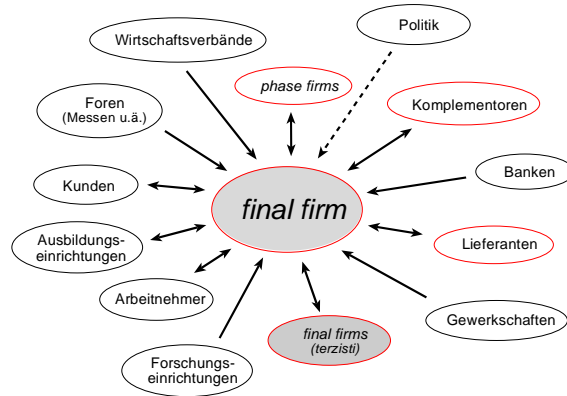 Politik
Wirtschaftsverbände
phase firms
Komplementoren
Foren
(Messen u.ä.)
Banken
Kunden
final firm
Ausbildungs-
einrichtungen
Lieferanten
Arbeitnehmer
Gewerkschaften
final firms
(terzisti)
Forschungs-
einrichtungen